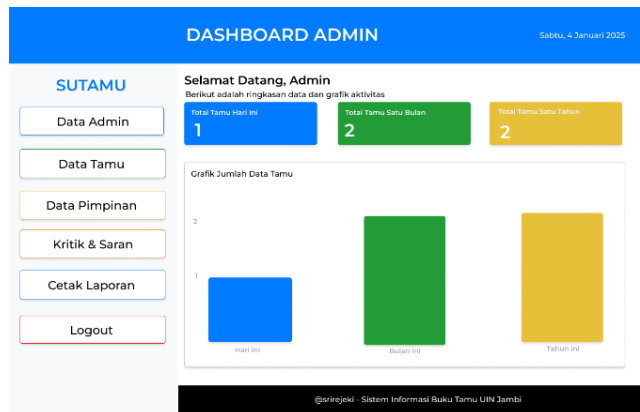 DASHBOARD ADMIN
Sabtu, 4 Januari 2025
SUTAMU
Data Admin
Data Tamu
Data Pimpinan
Kritik & Saran
Cetak Laporan
Logout
Selamat Datang, Admin
Berikut adalah ringkasan data dan grafik aktivitas
Total Tamu Hari Ini
1
Total Tamu Satu Bulan
2
Total Tamu Satu Tahun
2
Grafik Jumlah Data Tamu
2
1
Hari Ini
Bulan ini
Tahun Ini
@srirejeki - Sistem Informasi Buku Tamu UIN Jambi